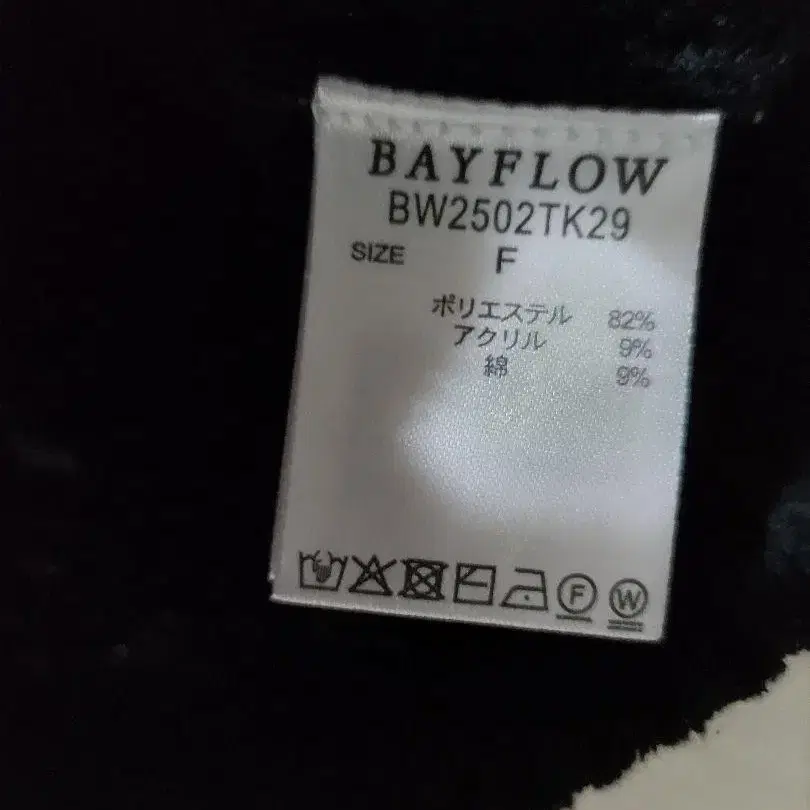 BAYFLOW
BW2502TK29
SIZE F
ポリエステル 82%
アクリル 9%
綿 9%
F W